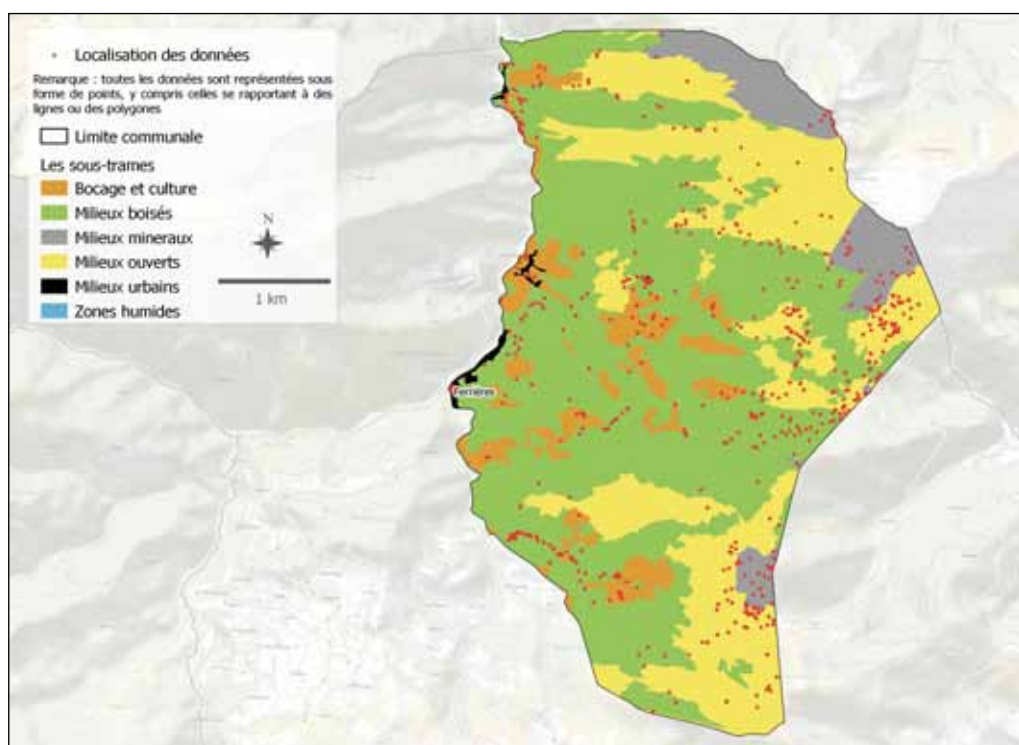 Localisation des données
Remarque : toutes les données sont représentées sous
forme de points, y compris celles se rapportant à des
lignes ou des polygones
Limite communale
Les sous-trames
Bocage et culture
Milieux boisés
Milieux mineraux
Milieux ouverts
Milieux urbains
Zones humides
N
1 km
Ferrières